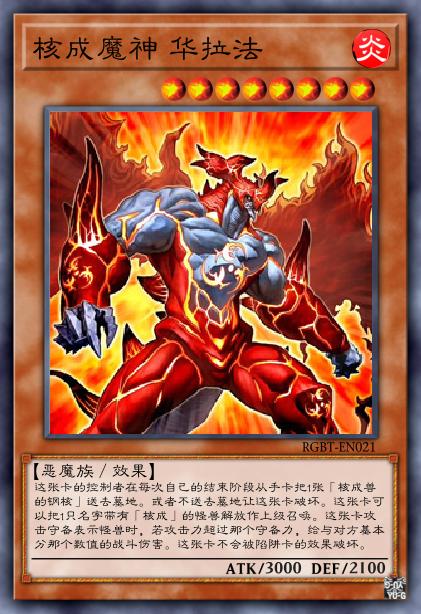 核成魔神 华拉法
炎
RGBT-EN021
【恶魔族／效果】
这张卡的控制者在每次自己的结束阶段从手卡把1张「核成兽
的钢核」送去墓地。或者不送去墓地让这张卡破坏。这张卡可
以把1只名字带有「核成」的怪兽解放作上级召唤。这张卡攻
击守备表示怪兽时，若攻击力超过那个守备力，给与对方基本
分那个数值的战斗伤害。这张卡不会被陷阱卡的效果破坏。
ATK/3000 DEF/2100